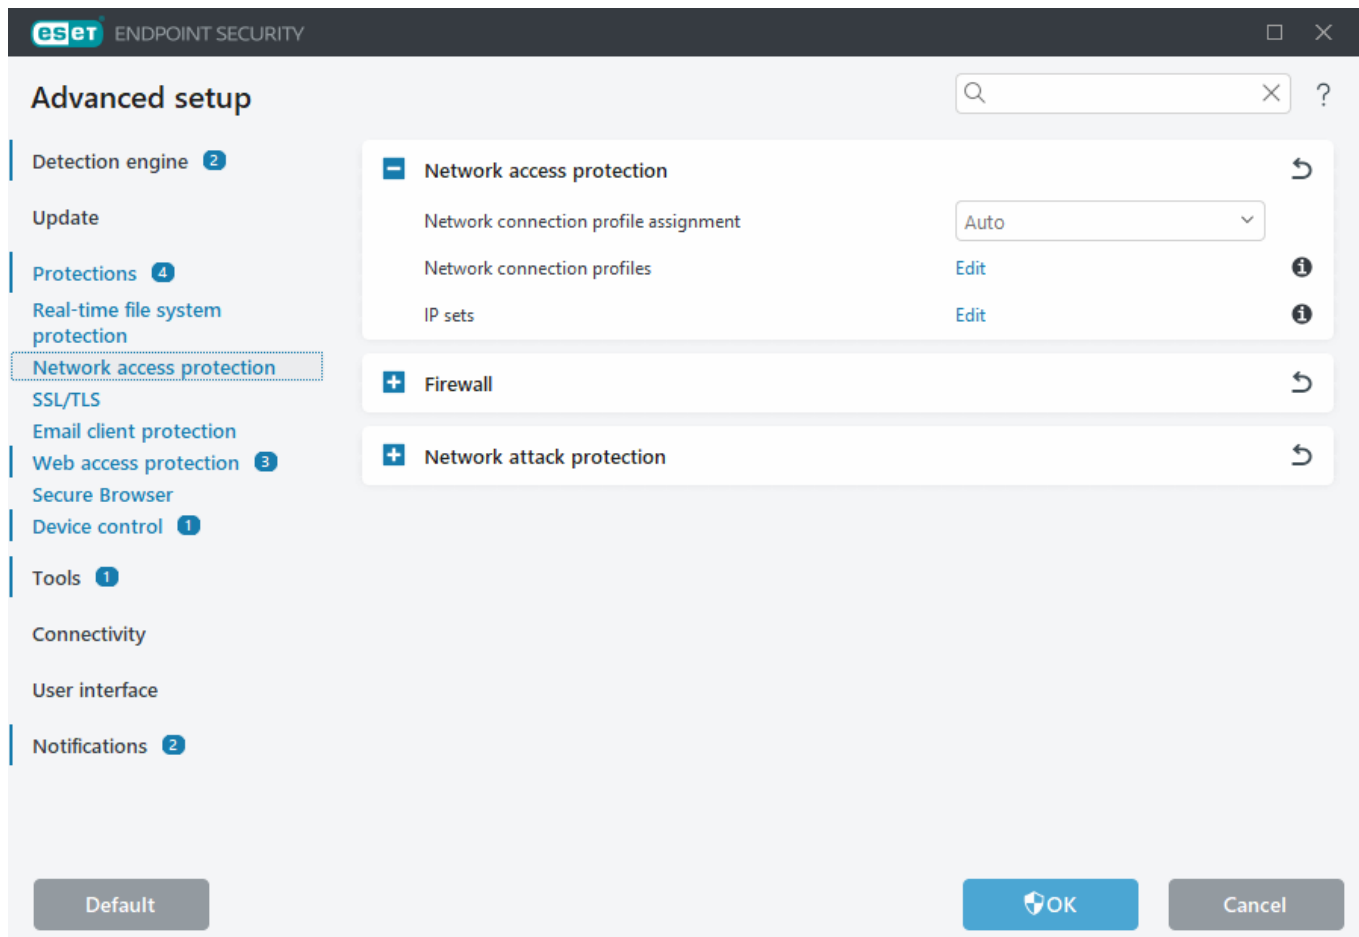 eset ENDPOINT SECURITY
Advanced setup
?
Detection engine 2
Update
Protections 4
Real-time file system
protection
Network access protection
SSL/TLS
Email client protection
Web access protection 3
Secure Browser
Device control 1
Tools 1
Connectivity
User interface
Notifications 2
Network access protection
Network connection profile assignment Auto
Network connection profiles Edit
IP sets Edit
Firewall
Network attack protection
Default
OK
Cancel